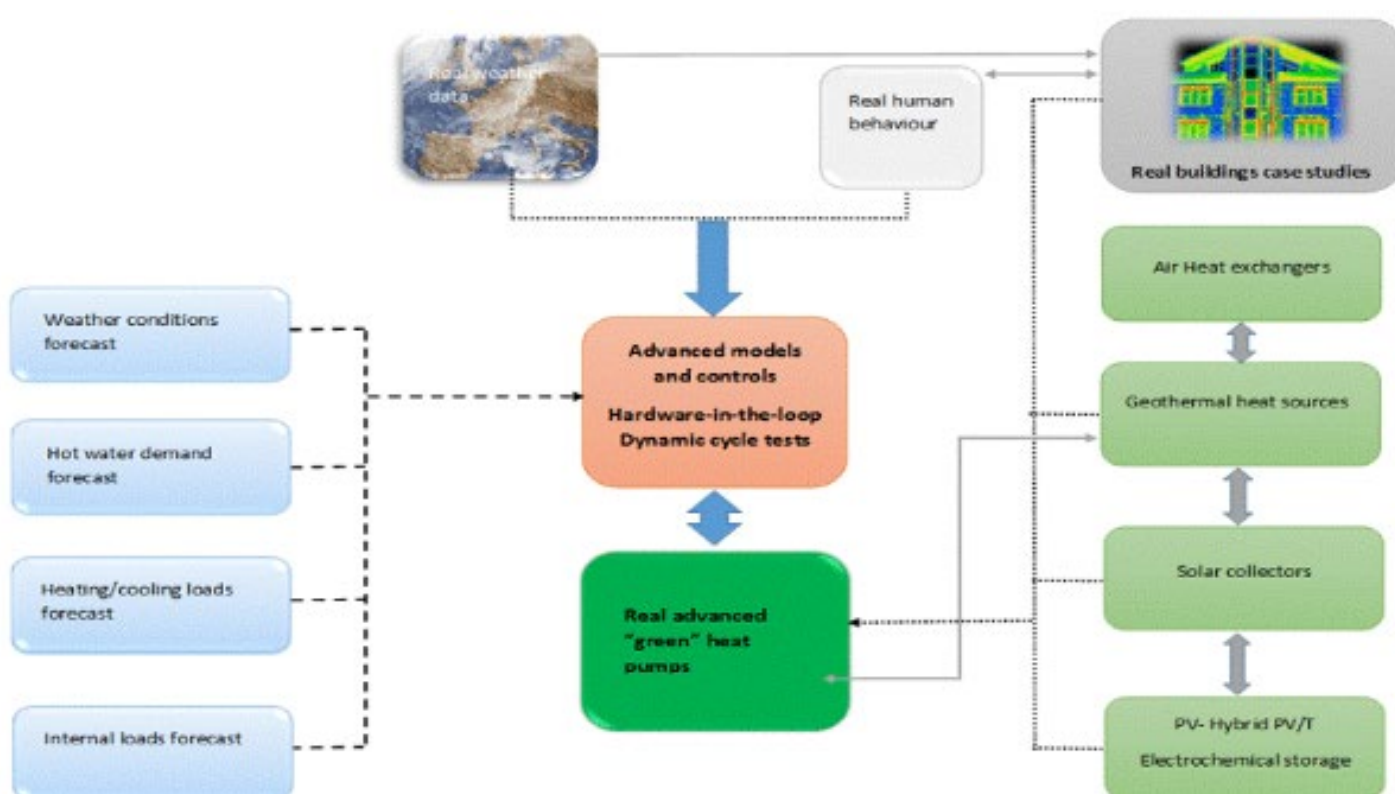 Real weather
data
Real human
behaviour
Real buildings case studies
Weather conditions
forecast
Hot water demand
forecast
Heating/cooling loads
forecast
Internal loads forecast
Advanced models
and controls
Hardware-in-the-loop
Dynamic cycle tests
Real advanced
"green" heat
pumps
Air Heat exchangers
Geothermal heat sources
Solar collectors
PV- Hybrid PV/T
Electrochemical storage